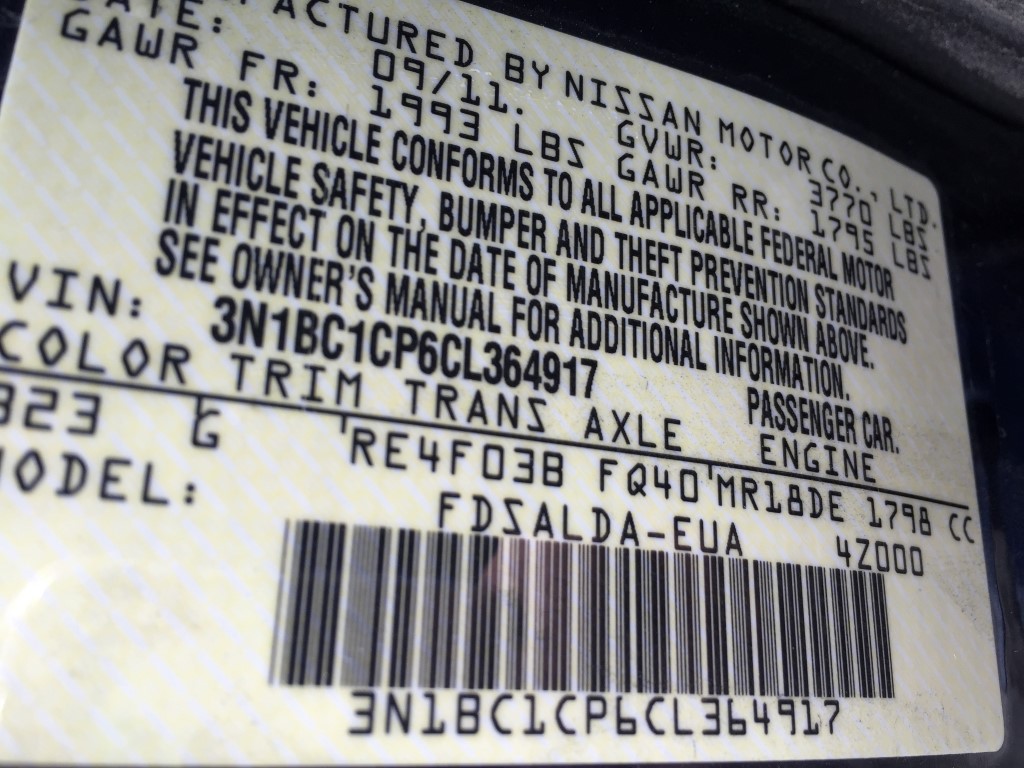 FACTURED BY NISSAN MOTOR CO., LTD.
DATE: 09/11. GVWR: 3770 LBS.
GAWR FR: 1993 LBS GAWR RR: 1795 LBS
THIS VEHICLE CONFORMS TO ALL APPLICABLE FEDERAL MOTOR
VEHICLE SAFETY, BUMPER AND THEFT PREVENTION STANDARDS
IN EFFECT ON THE DATE OF MANUFACTURE SHOWN ABOVE.
SEE OWNER'S MANUAL FOR ADDITIONAL INFORMATION.
VIN: 3N1BC1CP6CL364917 PASSENGER CAR.
COLOR TRIM TRANS AXLE ENGINE
B23 G RE4F03B FQ40 MR18DE 1798 CC
MODEL: FDSALDA-EUA 4Z000
3N1BC1CP6CL364917